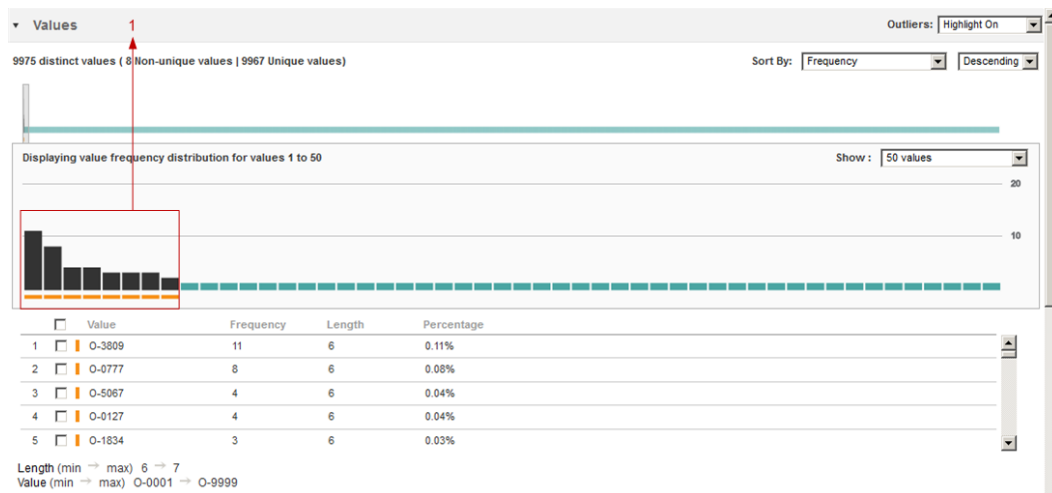 ▾ Values 1 Outliers: Highlight On
9975 distinct values ( 8 Non-unique values | 9967 Unique values) Sort By: Frequency Descending
Displaying value frequency distribution for values 1 to 50 Show : 50 values
20
10
Value Frequency Length Percentage
1 O-3809 11 6 0.11%
2 O-0777 8 6 0.08%
3 O-5067 4 6 0.04%
4 O-0127 4 6 0.04%
5 O-1834 3 6 0.03%
Length (min → max) 6 → 7
Value (min → max) O-0001 → O-9999